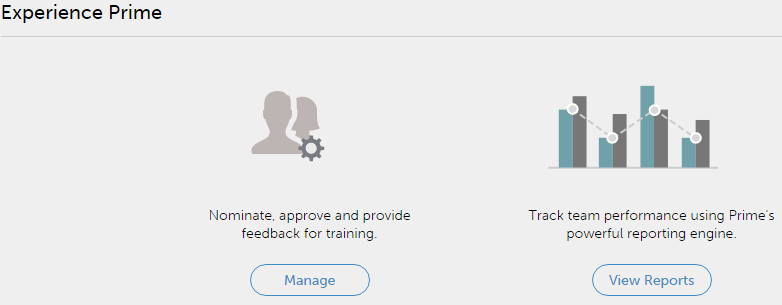 Experience Prime
Nominate, approve and provide
feedback for training.
Manage
Track team performance using Prime's
powerful reporting engine.
View Reports